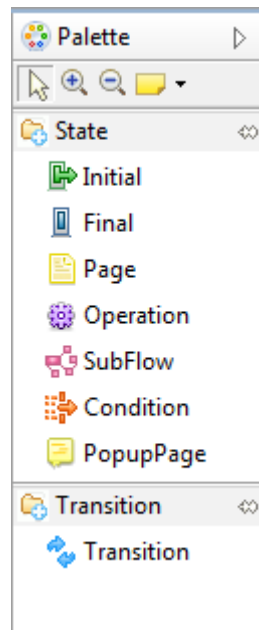 Palette
State
Initial
Final
Page
Operation
SubFlow
Condition
PopupPage
Transition
Transition